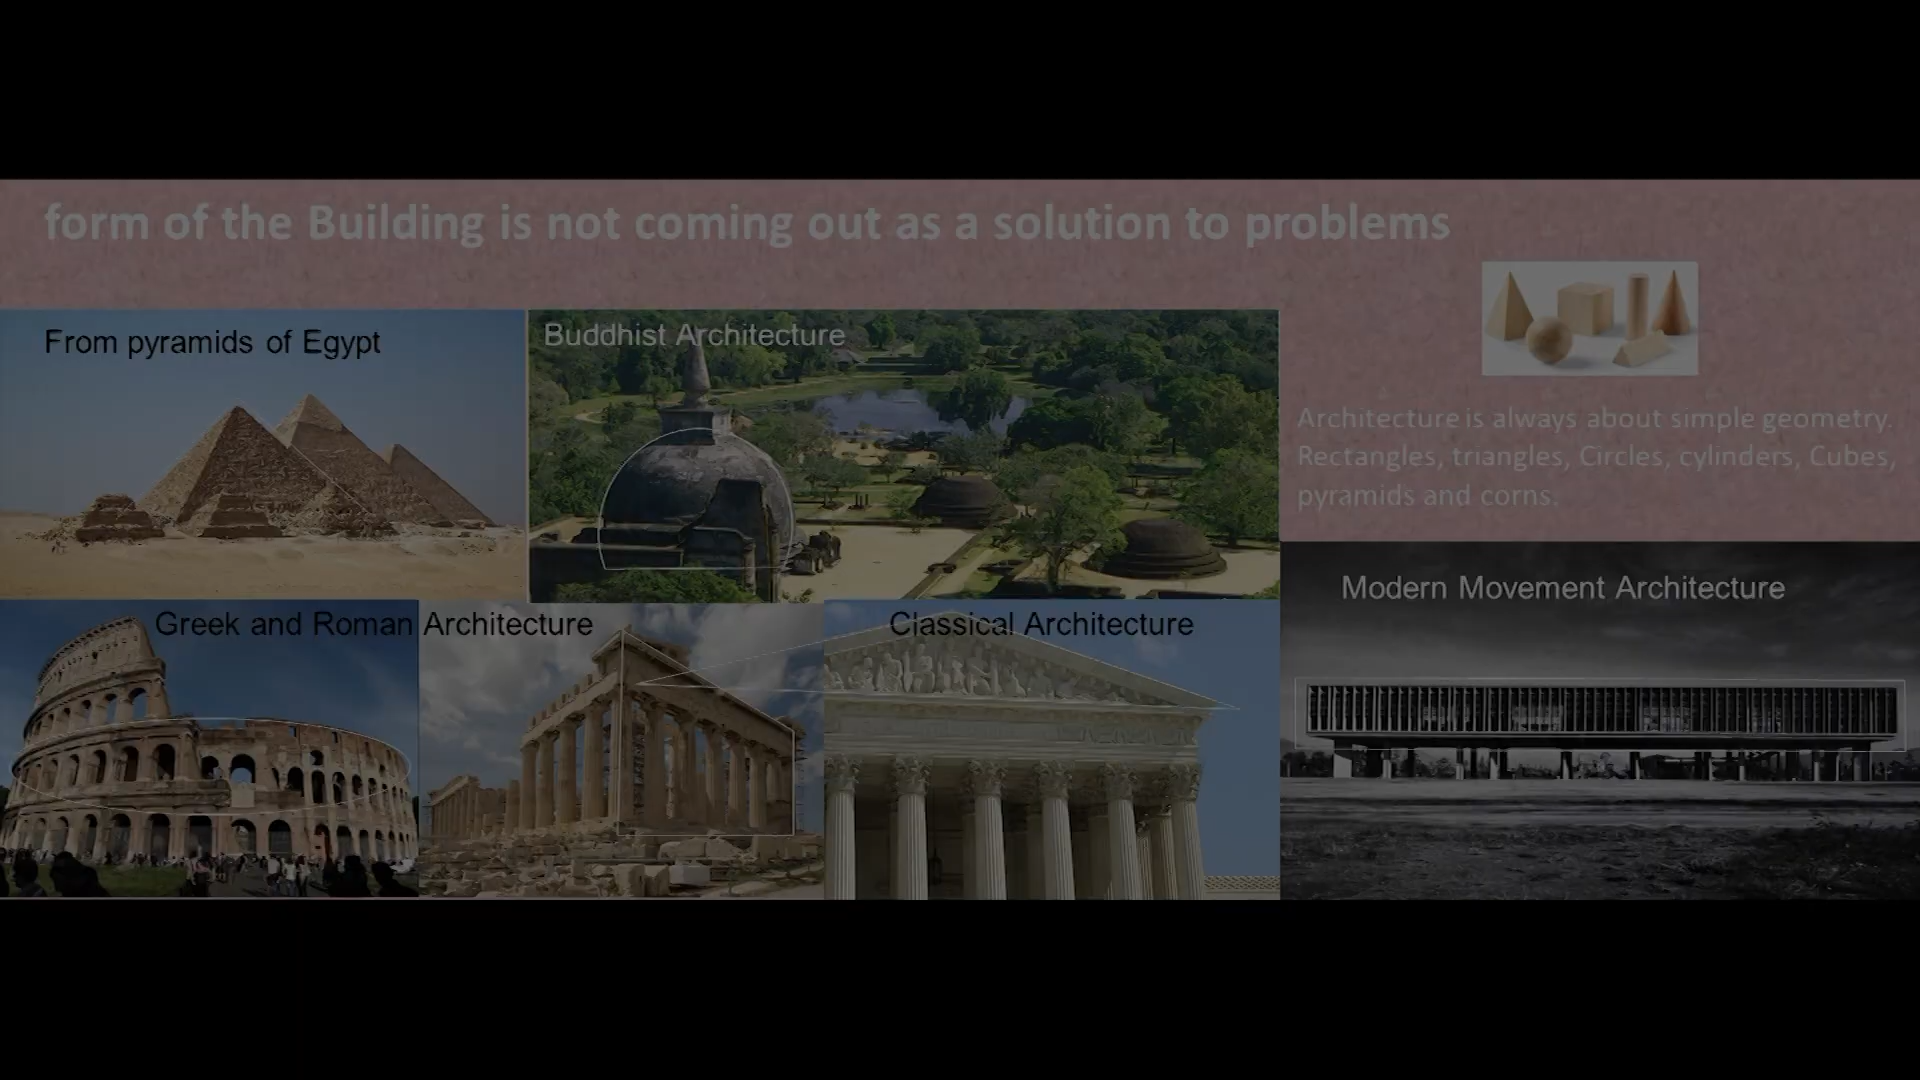 form of the Building is not coming out as a solution to problems
From pyramids of Egypt
Buddhist Architecture
Architecture is always about simple geometry.
Rectangles, triangles, Circles, cylinders, Cubes,
pyramids and corns.
Greek and Roman Architecture
Classical Architecture
Modern Movement Architecture